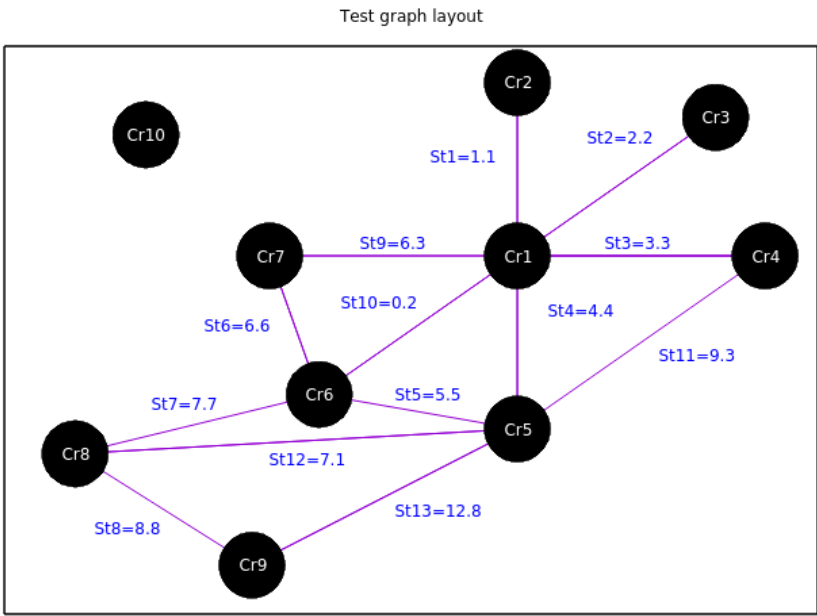 Test graph layout
Cr2
Cr3
Cr10
St2=2.2
St1=1.1
St9=6.3
St3=3.3
Cr7
Cr1
Cr4
St10=0.2
St4=4.4
St6=6.6
St11=9.3
Cr6
St5=5.5
St7=7.7
Cr5
Cr8
St12=7.1
St13=12.8
St8=8.8
Cr9